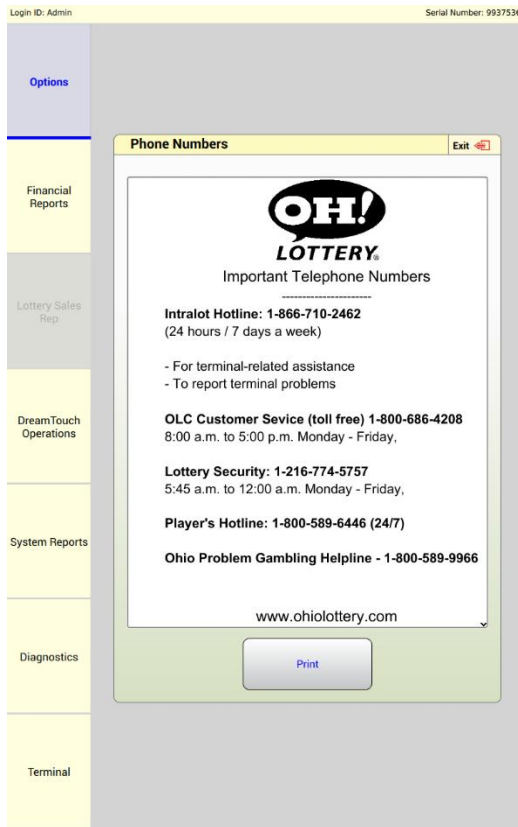 Login ID: Admin
Serial Number: 9937536
Options
Financial
Reports
Lottery Sales
Rep
DreamTouch
Operations
System Reports
Diagnostics
Terminal
Phone Numbers
Exit
OH!
LOTTERY®
Important Telephone Numbers
----------------------
Intralot Hotline: 1-866-710-2462
(24 hours / 7 days a week)
- For terminal-related assistance
- To report terminal problems
OLC Customer Sevice (toll free) 1-800-686-4208
8:00 a.m. to 5:00 p.m. Monday - Friday,
Lottery Security: 1-216-774-5757
5:45 a.m. to 12:00 a.m. Monday - Friday,
Player's Hotline: 1-800-589-6446 (24/7)
Ohio Problem Gambling Helpline - 1-800-589-9966
www.ohiolottery.com
Print